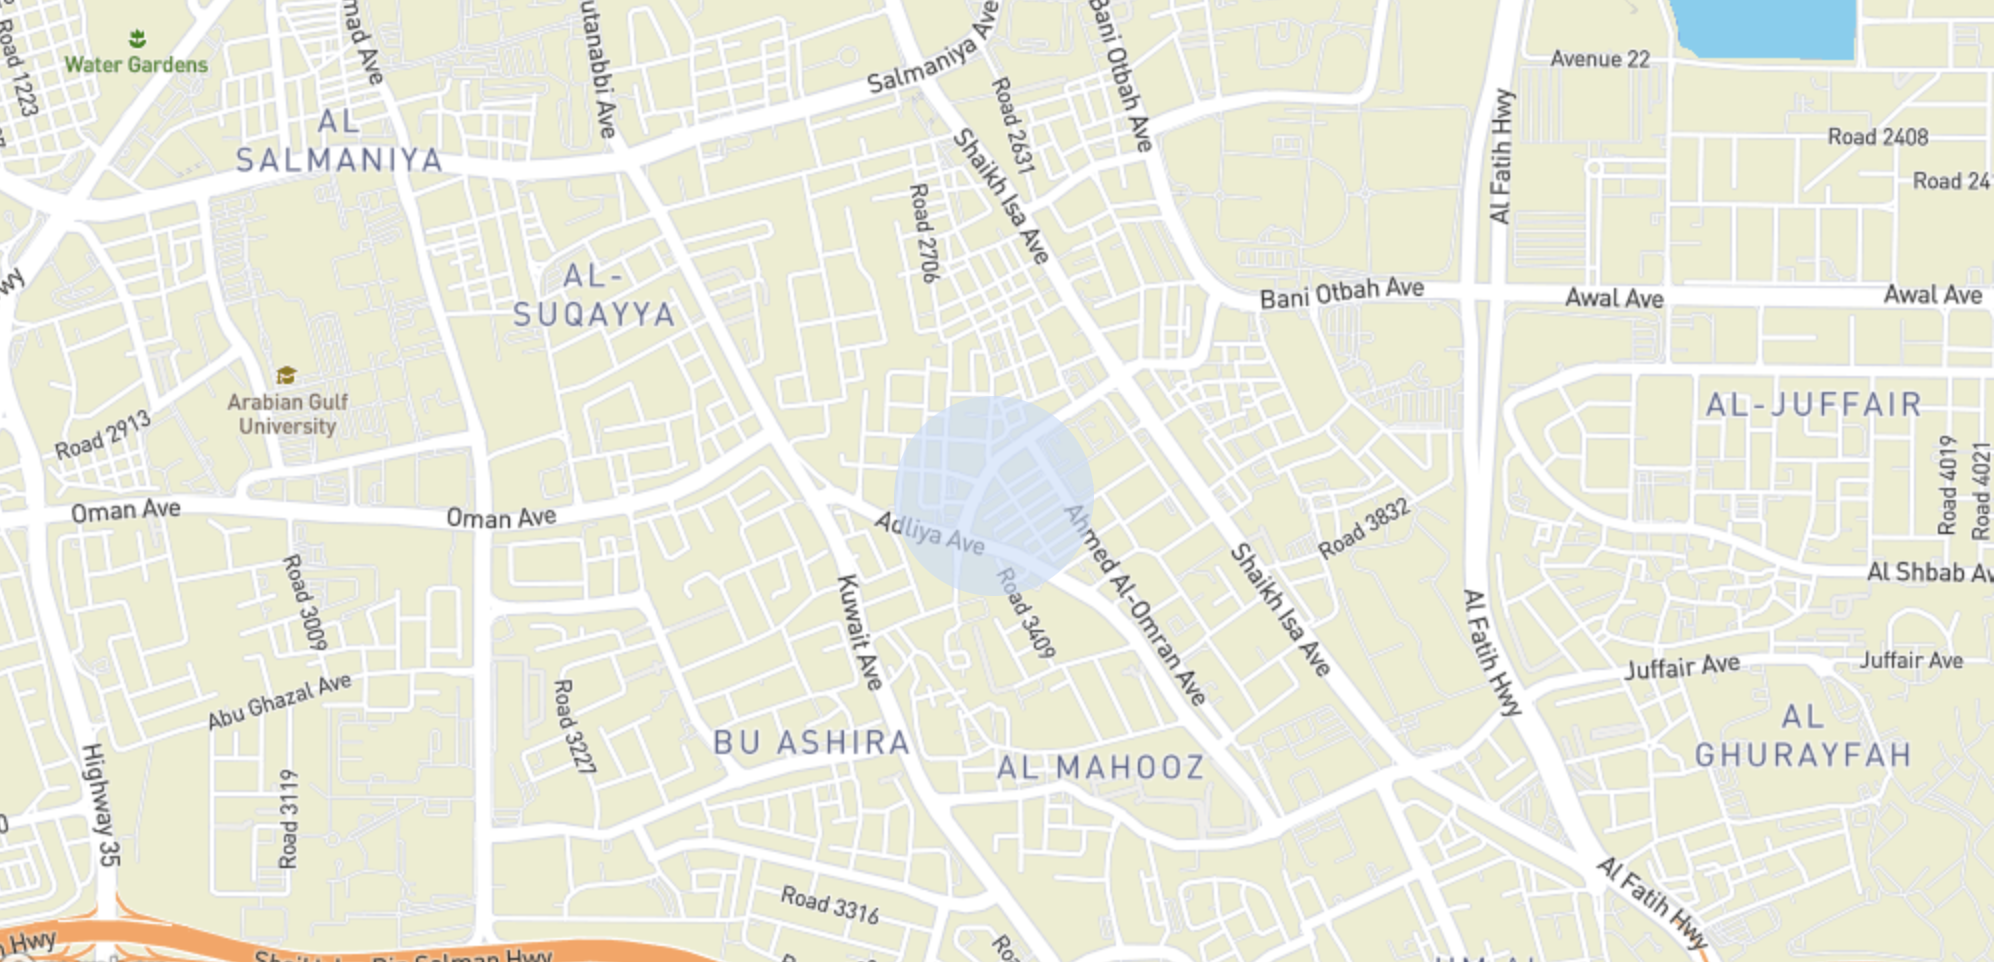 Road 1223
Water Gardens
AL
SALMANIYA
Salmaniya Ave
Bani Otbah Ave
Road 2631
Shaikh Isa Ave
Road 2706
Avenue 22
Al Fatih Hwy
Road 2408
AL-
SUQAYYA
Bani Otbah Ave
Awal Ave
Awal Ave
Arabian Gulf
University
Road 2913
AL-JUFFAIR
Road 4019
Road 4021
Oman Ave
Oman Ave
Adliya Ave
Ahmed Al-Omran Ave
Road 3832
Shaikh Isa Ave
Al Shbab Av
Road 3009
Kuwait Ave
Road 3409
Al Fatih Hwy
Juffair Ave
Juffair Ave
Abu Ghazal Ave
Road 3227
BU ASHIRA
AL MAHOOZ
AL
GHURAYFAH
Highway 35
Road 3119
Road 3316
Al Fatih Hwy
Hwy